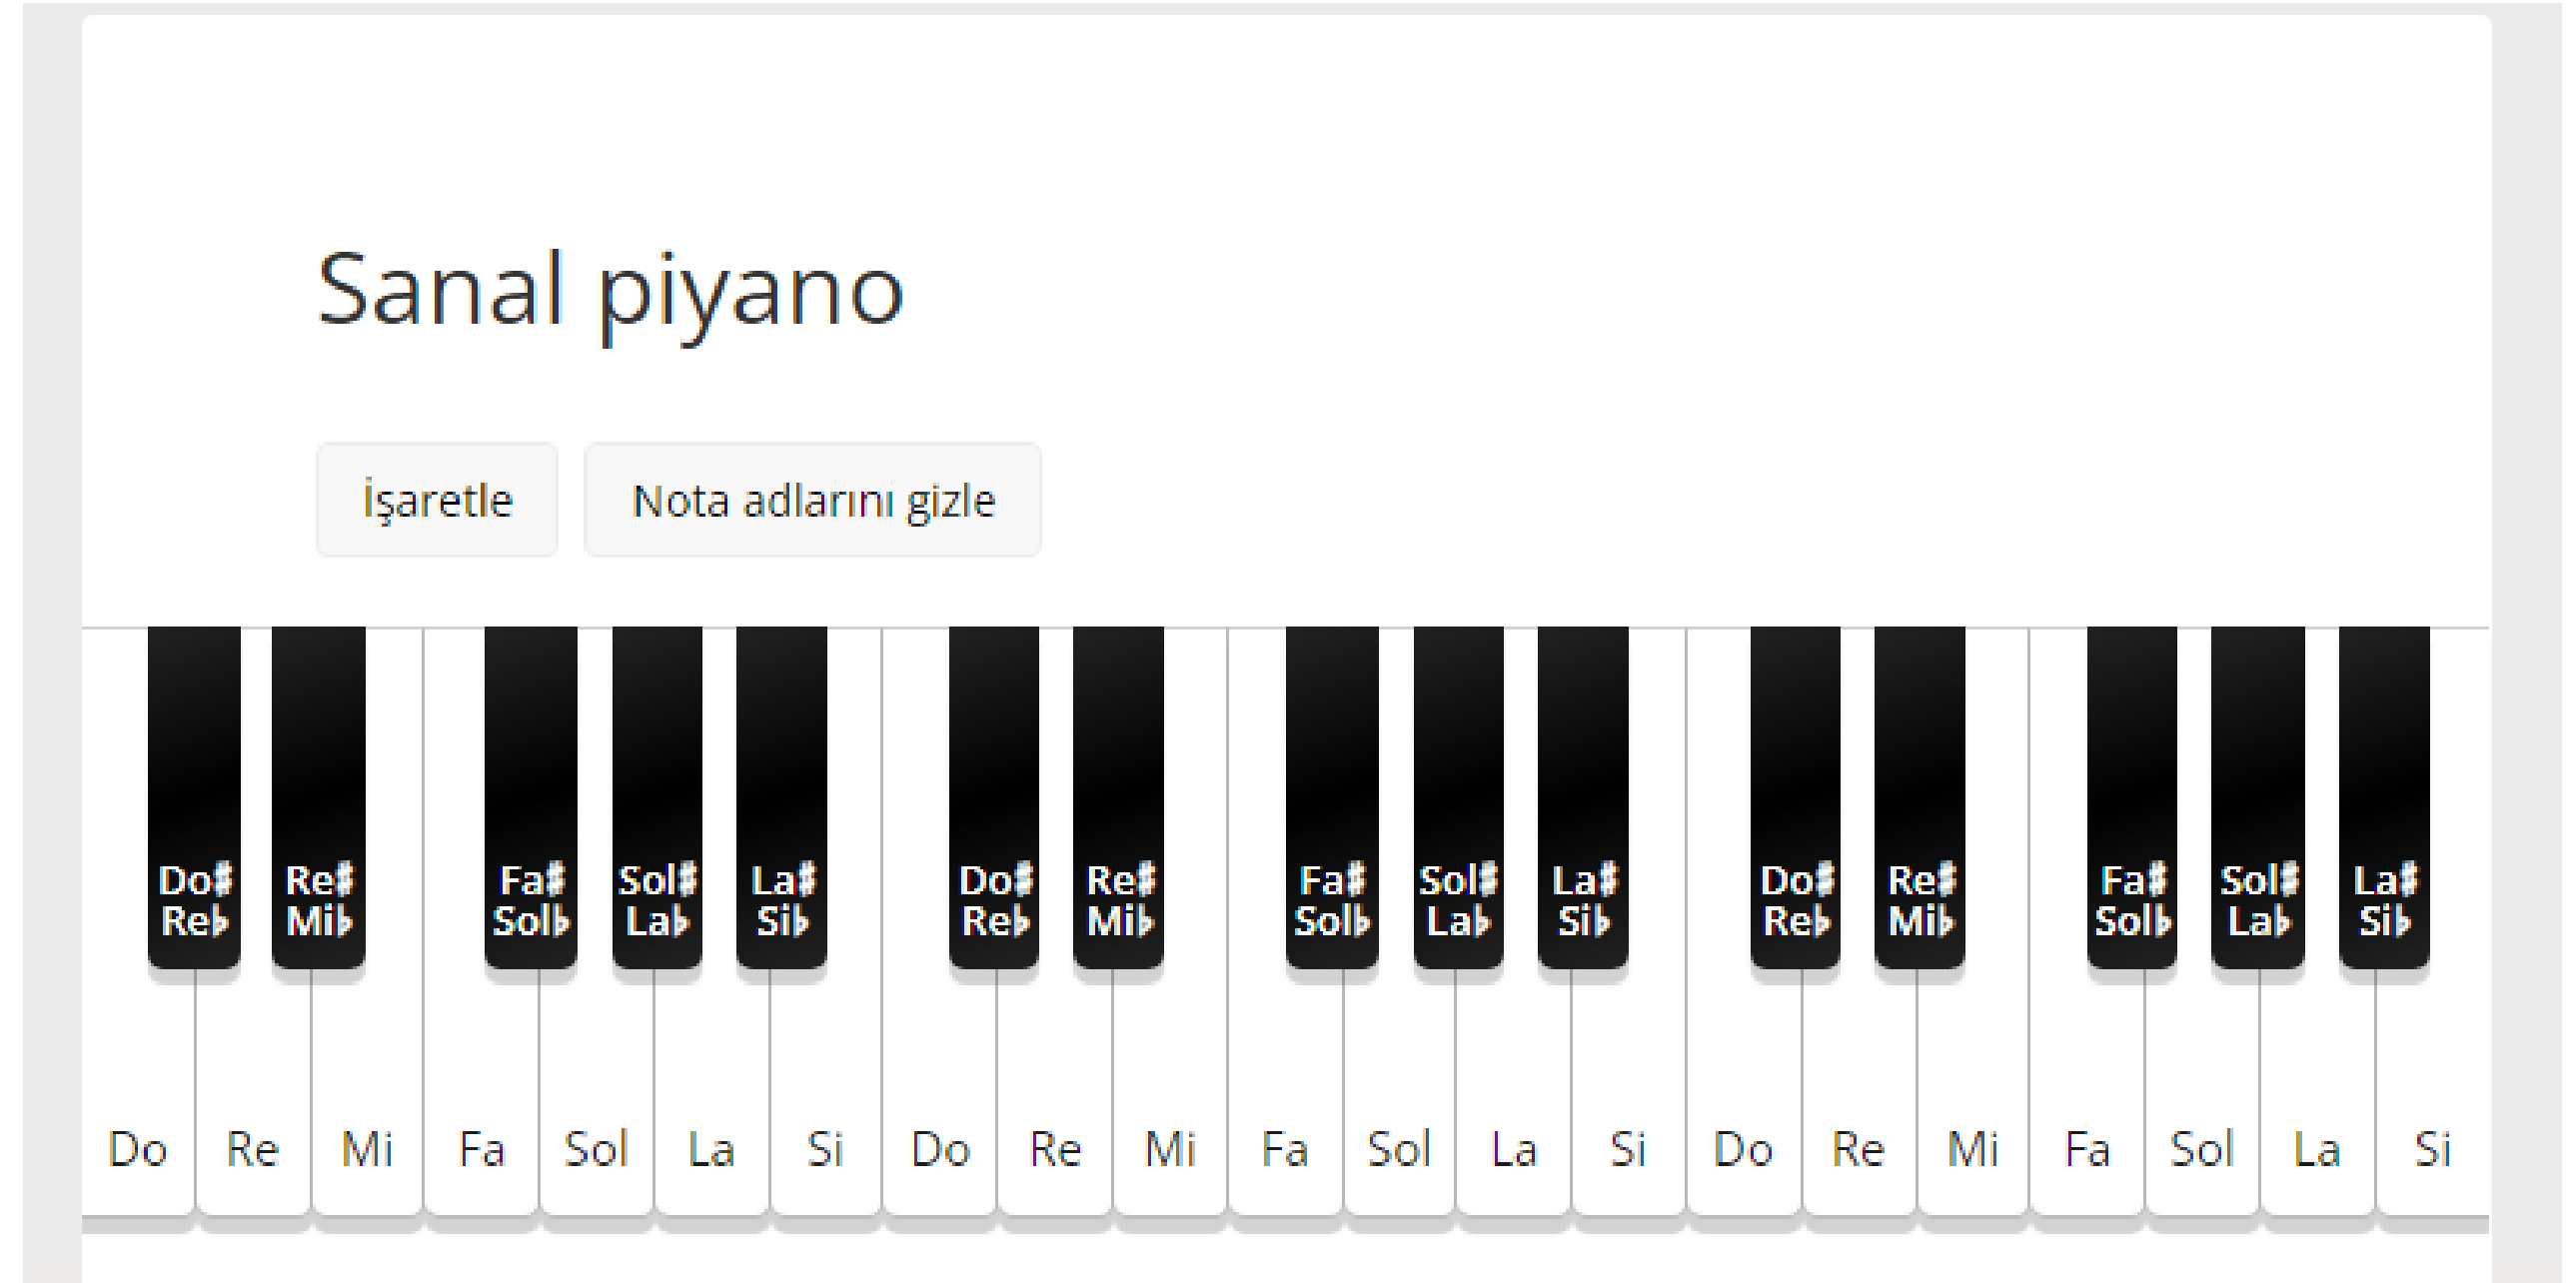 Sanal piyano
İşaretle Nota adlarını gizle
Do♯ Re♯ Fa♯ Sol♯ La♯ Do♯ Re♯ Fa♯ Sol♯ La♯ Do♯ Re♯ Fa♯ Sol♯ La♯
Re♭ Mi♭ Sol♭ La♭ Si♭ Re♭ Mi♭ Sol♭ La♭ Si♭ Re♭ Mi♭ Sol♭ La♭ Si♭
Do Re Mi Fa Sol La Si Do Re Mi Fa Sol La Si Do Re Mi Fa Sol La Si